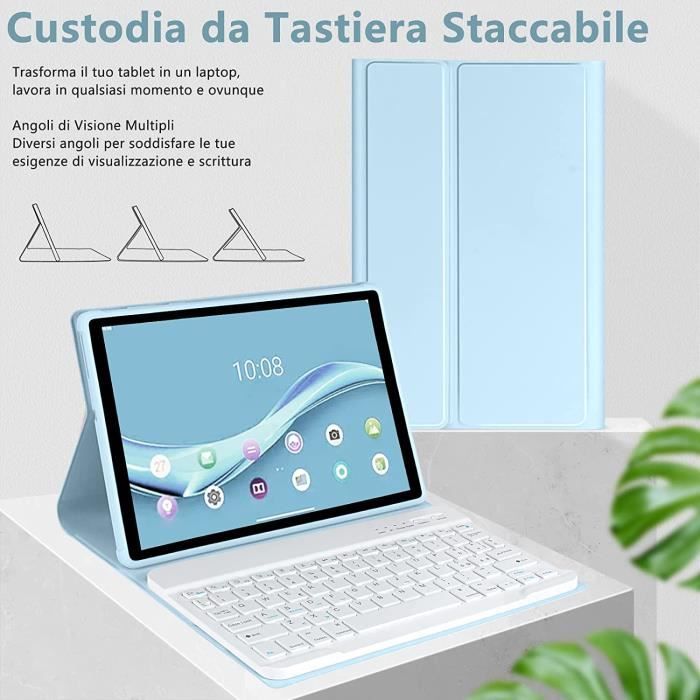 Custodia da Tastiera Staccabile
Trasforma il tuo tablet in un laptop,
lavora in qualsiasi momento e ovunque
Angoli di Visione Multipli
Diversi angoli per soddisfare le tue
esigenze di visualizzazione e scrittura
10:08
27